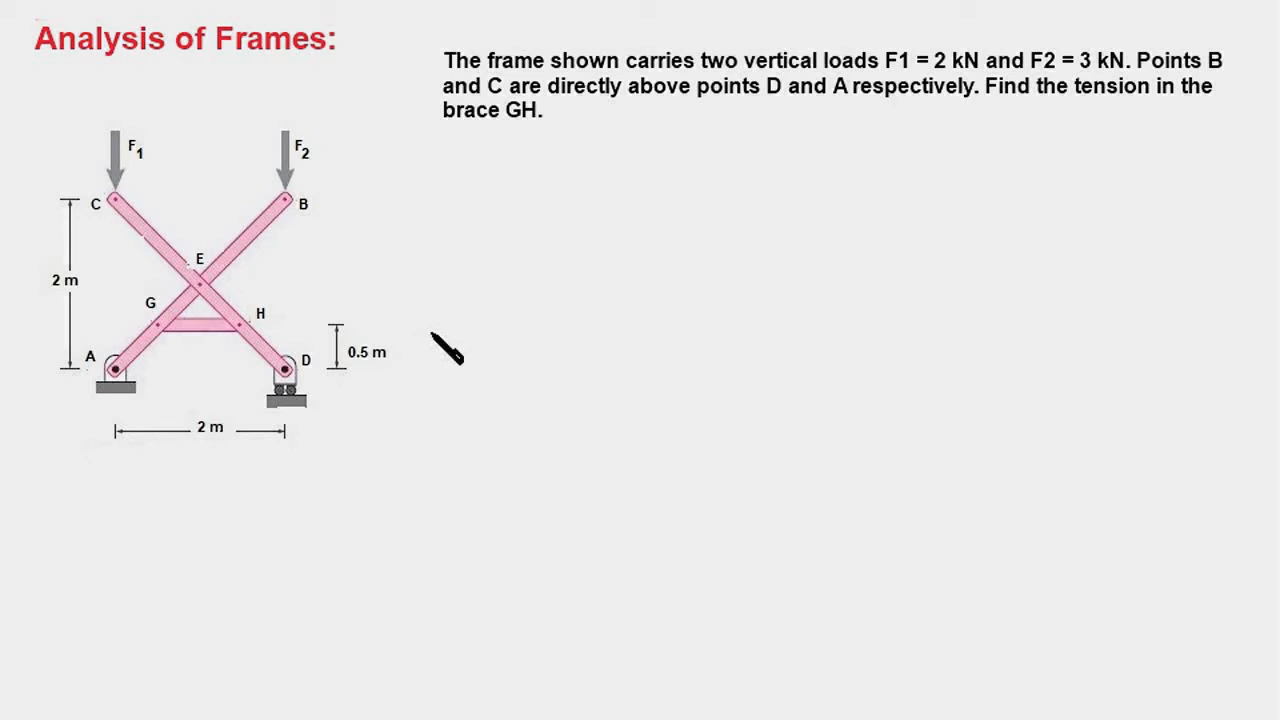 Analysis of Frames:
The frame shown carries two vertical loads F1 = 2 kN and F2 = 3 kN. Points B
and C are directly above points D and A respectively. Find the tension in the
brace GH.
F1
F2
C
B
E
2 m
G
H
A
D
0.5 m
2 m